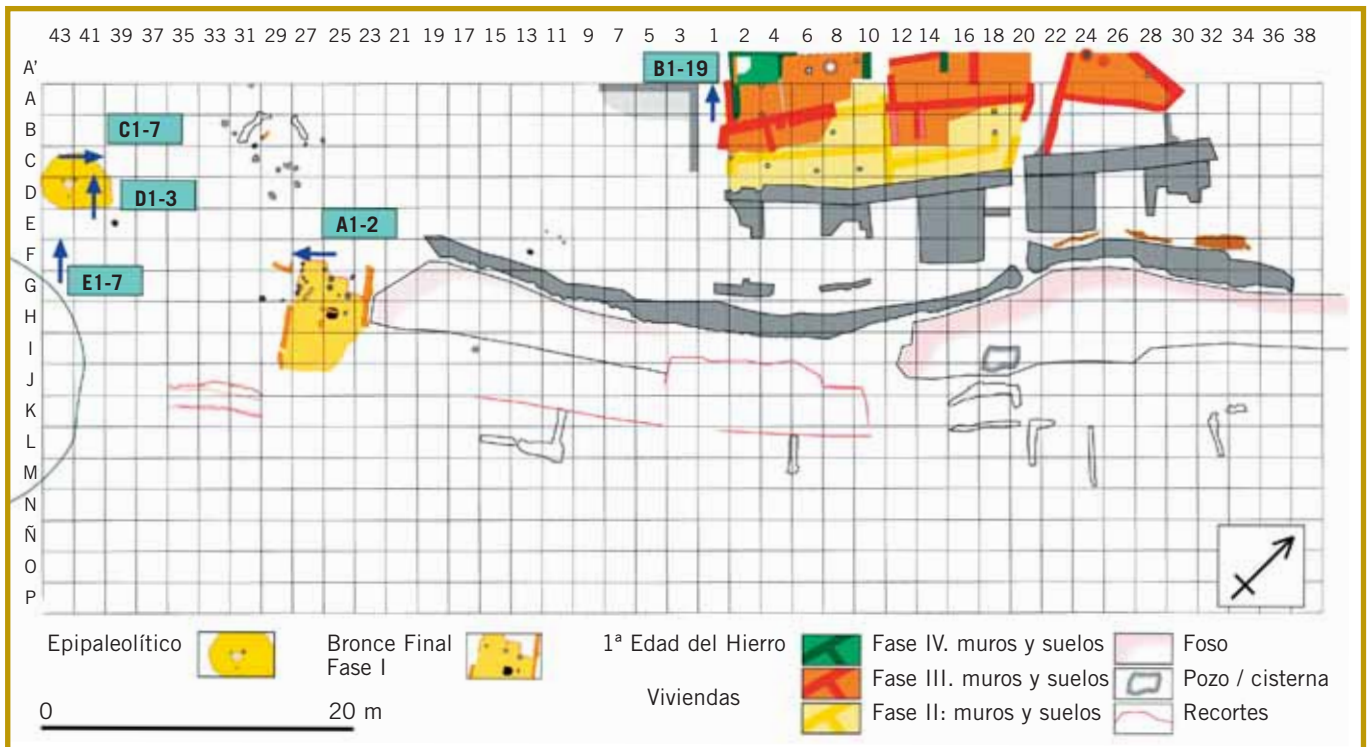 43 41 39 37 35 33 31 29 27 25 23 21 19 17 15 13 11 9 7 5 3 1 2 4 6 8 10 12 14 16 18 20 22 24 26 28 30 32 34 36 38
B1-19
A'
A
B
C1-7
C
D
D1-3
E
A1-2
F
E1-7
G
H
I
J
K
L
M
N
Ñ
O
P
Epipaleolítico
Bronce Final
Fase I
1ª Edad del Hierro
Viviendas
Fase IV. muros y suelos
Fase III. muros y suelos
Fase II: muros y suelos
Foso
Pozo / cisterna
Recortes
0 20 m